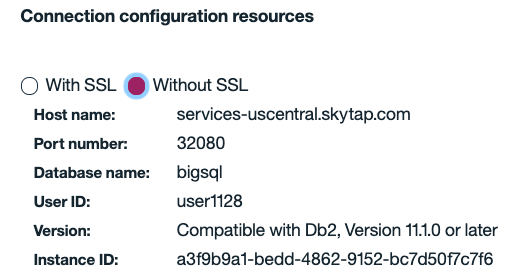 Connection configuration resources
With SSL Without SSL
Host name: services-uscentral.skytap.com
Port number: 32080
Database name: bigsql
User ID: user1128
Version: Compatible with Db2, Version 11.1.0 or later
Instance ID: a3f9b9a1-bedd-4862-9152-bc7d50f7c7f6